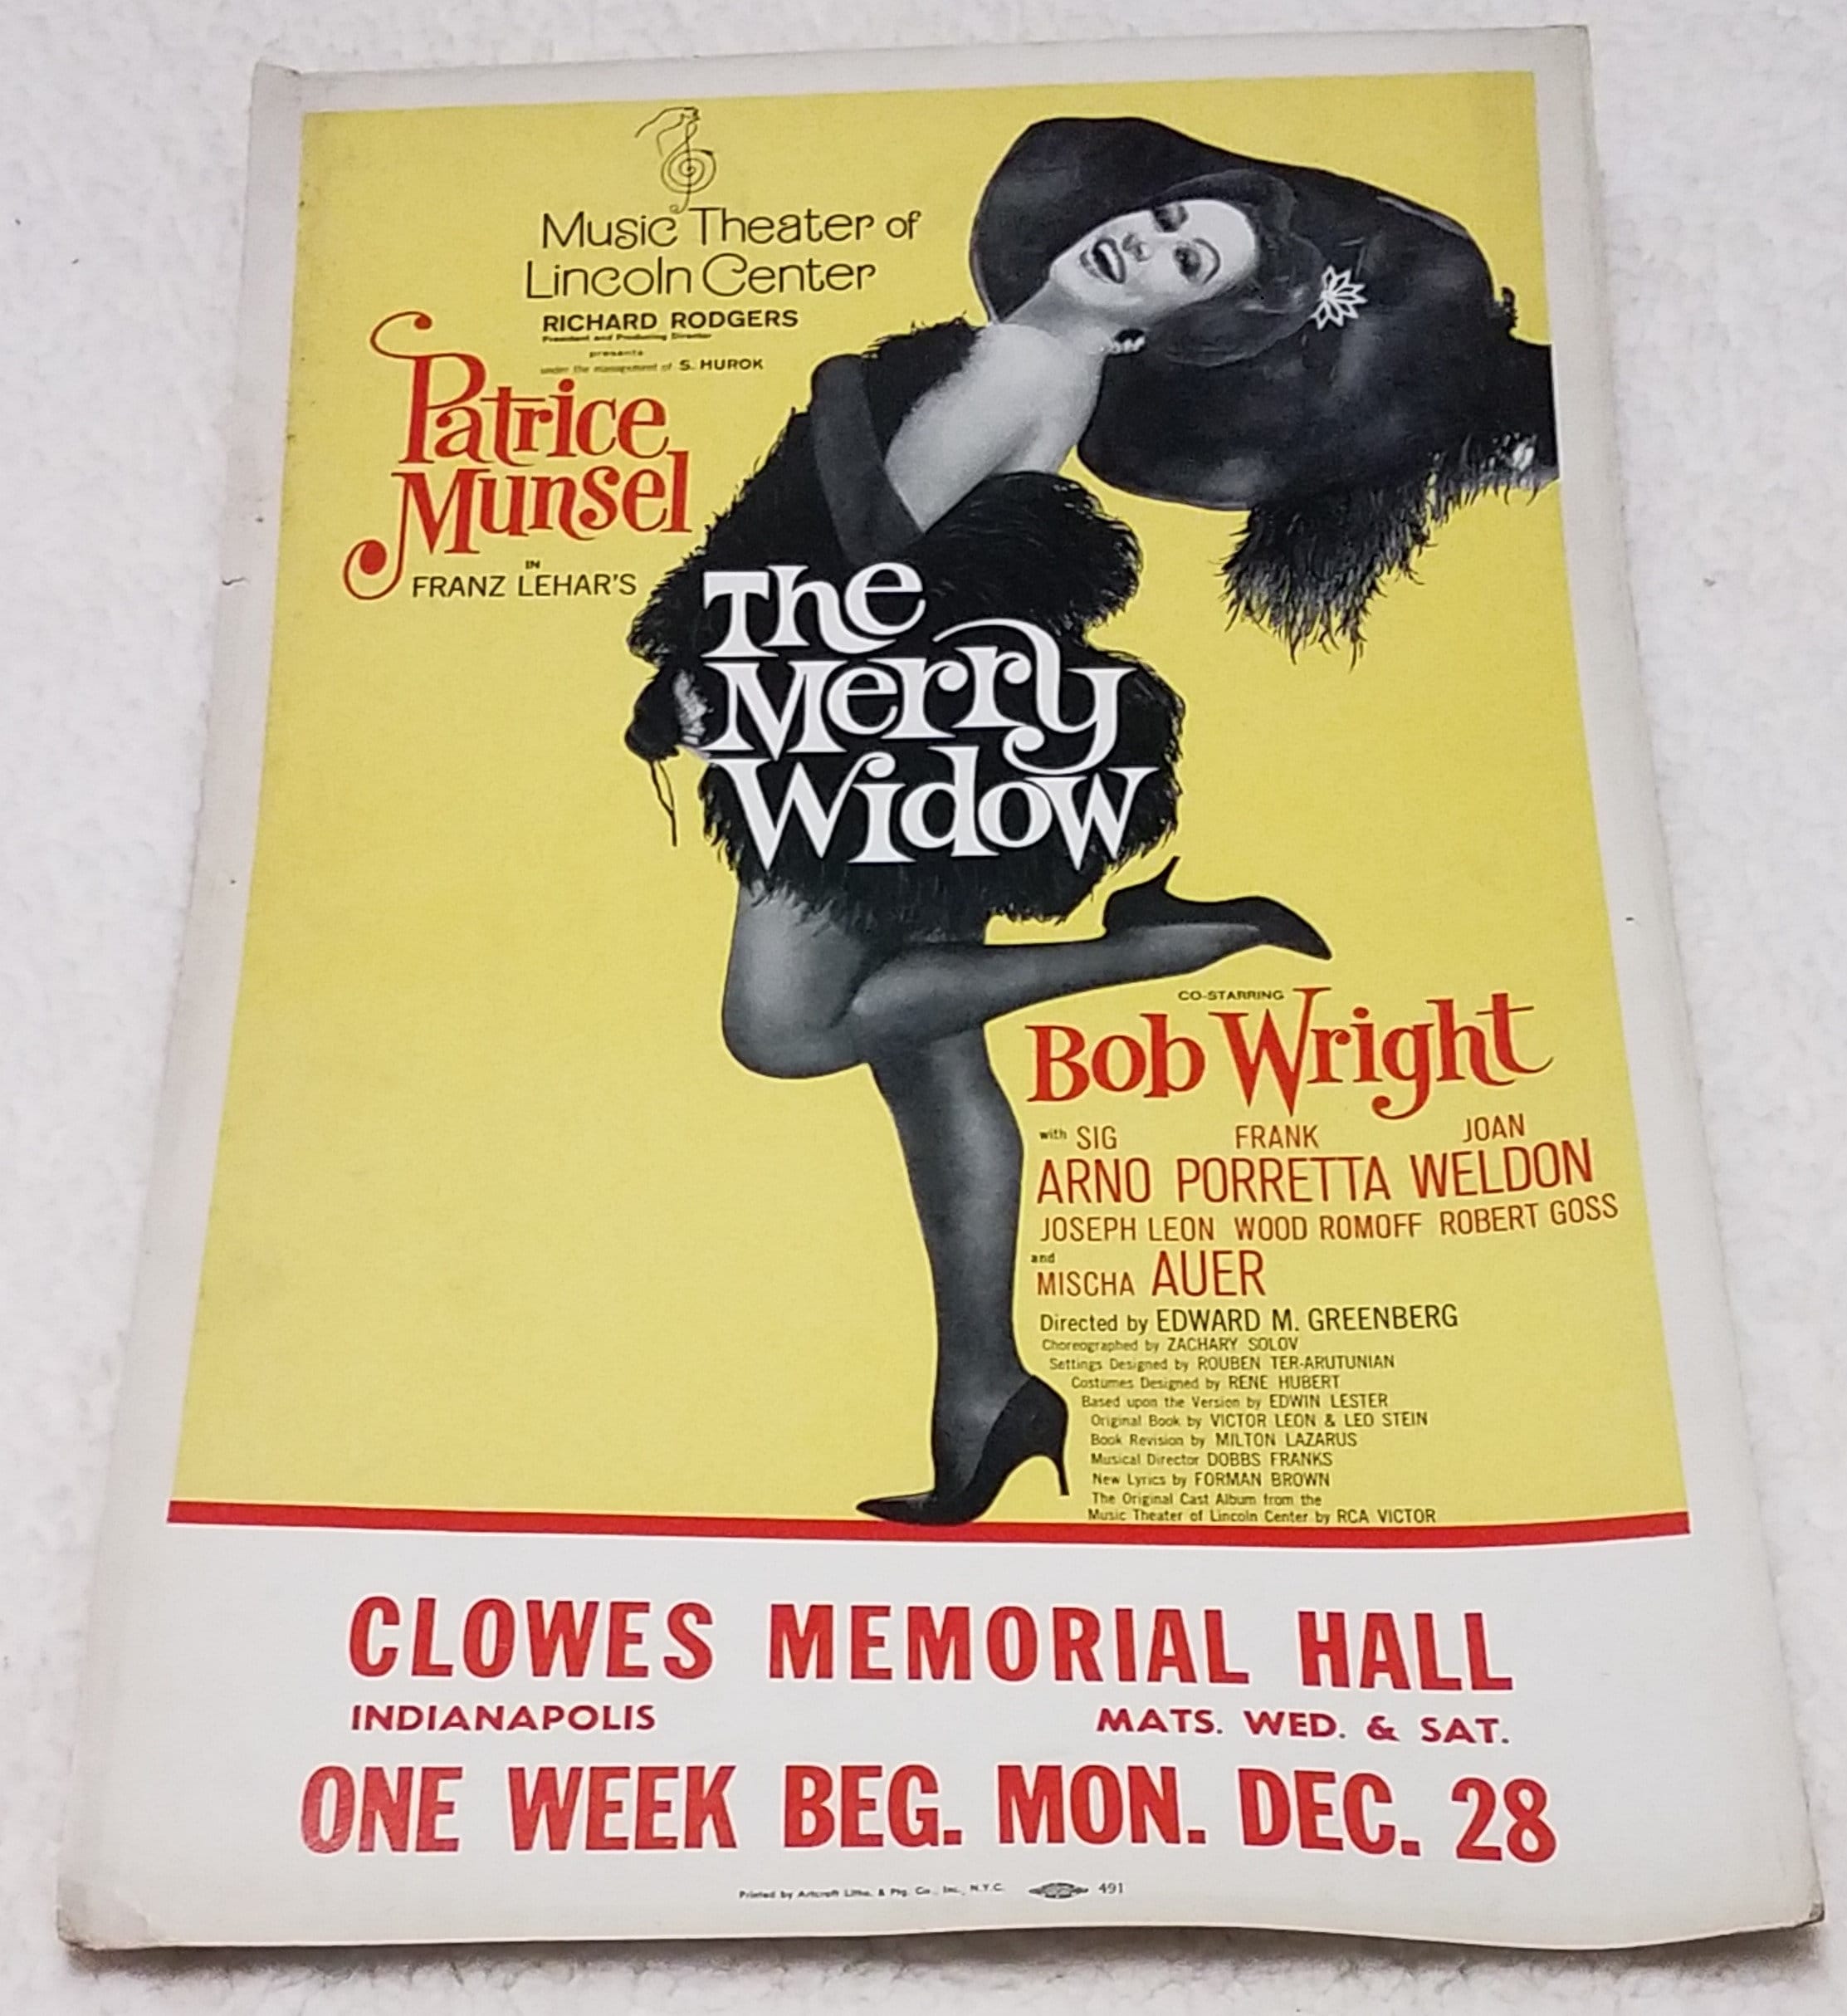 Music Theater of
Lincoln Center
RICHARD RODGERS
President and Producing Director
presents
under the management of S. HUROK
Patrice
Munsel
IN
FRANZ LEHAR'S
The
Merry
Widow
CO-STARRING
Bob Wright
with SIG FRANK JOAN
ARNO PORRETTA WELDON
JOSEPH LEON WOOD ROMOFF ROBERT GOSS
and
MISCHA AUER
Directed by EDWARD M. GREENBERG
Choreographed by ZACHARY SOLOV
Settings Designed by ROUBEN TER-ARUTUNIAN
Costumes Designed by RENE HUBERT
Based upon the Version by EDWIN LESTER
Original Book by VICTOR LEON & LEO STEIN
Book Revision by MILTON LAZARUS
Musical Director DOBBS FRANKS
New Lyrics by FORMAN BROWN
The Original Cast Album from the
Music Theater of Lincoln Center by RCA VICTOR
CLOWES MEMORIAL HALL
INDIANAPOLIS MATS. WED. & SAT.
ONE WEEK BEG. MON. DEC. 28
Printed by Artcraft Litho. & Ptg. Co., Inc., N.Y.C. 491